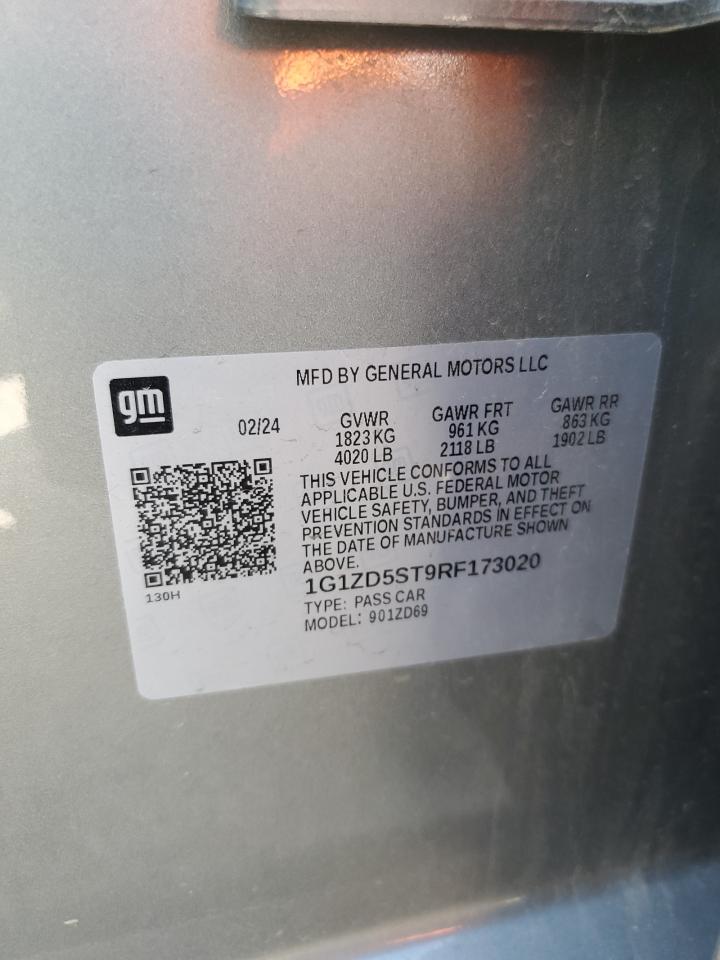 gm
MFD BY GENERAL MOTORS LLC
02/24
GVWR
1823 KG
4020 LB
GAWR FRT
961 KG
2118 LB
GAWR RR
863 KG
1902 LB
THIS VEHICLE CONFORMS TO ALL
APPLICABLE U.S. FEDERAL MOTOR
VEHICLE SAFETY, BUMPER, AND THEFT
PREVENTION STANDARDS IN EFFECT ON
THE DATE OF MANUFACTURE SHOWN
ABOVE.
1G1ZD5ST9RF173020
TYPE: PASS CAR
MODEL: 901ZD69
130H